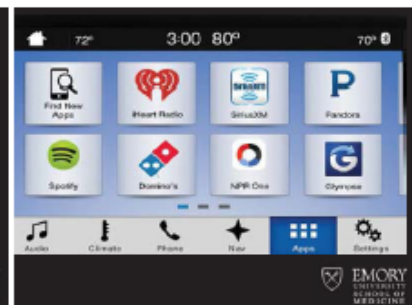 72° 3:00 80° 70°
Find New
Apps
iHeart Radio
SiriusXM
Pandora
Spotify
Domino's
NPR One
Glympse
Audio Climate Phone Nav Apps Settings
EMORY
UNIVERSITY
SCHOOL OF
MEDICINE